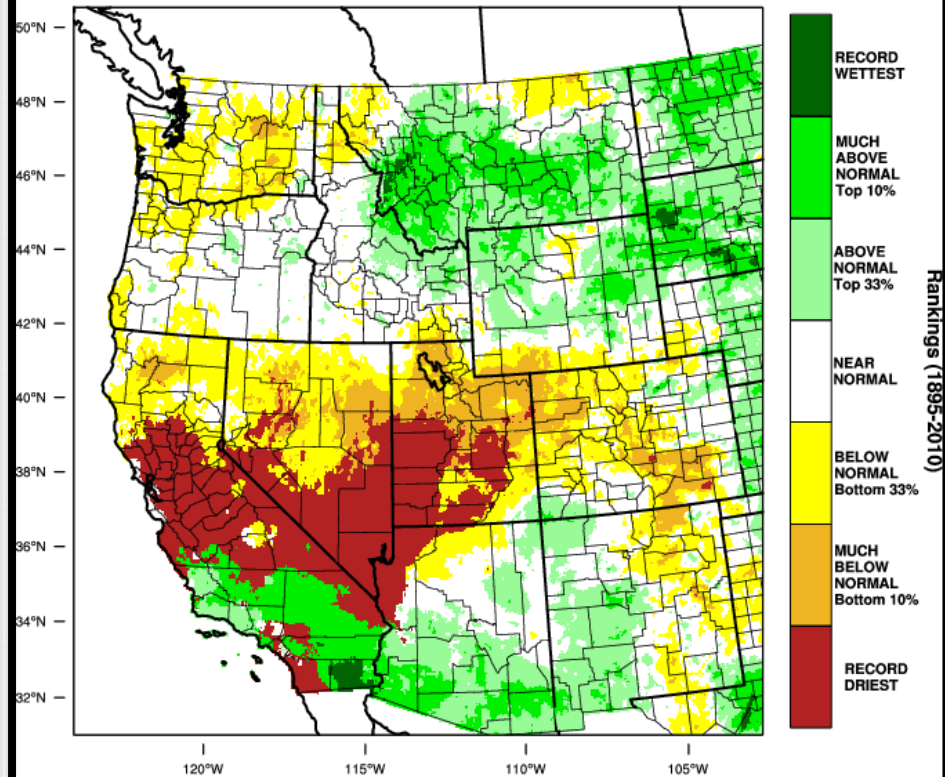 50°N
48°N
46°N
44°N
42°N
40°N
38°N
36°N
34°N
32°N
120°W
115°W
110°W
105°W
RECORD
WETTEST
MUCH
ABOVE
NORMAL
Top 10%
ABOVE
NORMAL
Top 33%
NEAR
NORMAL
BELOW
NORMAL
Bottom 33%
MUCH
BELOW
NORMAL
Bottom 10%
RECORD
DRIEST
Rankings (1895-2010)